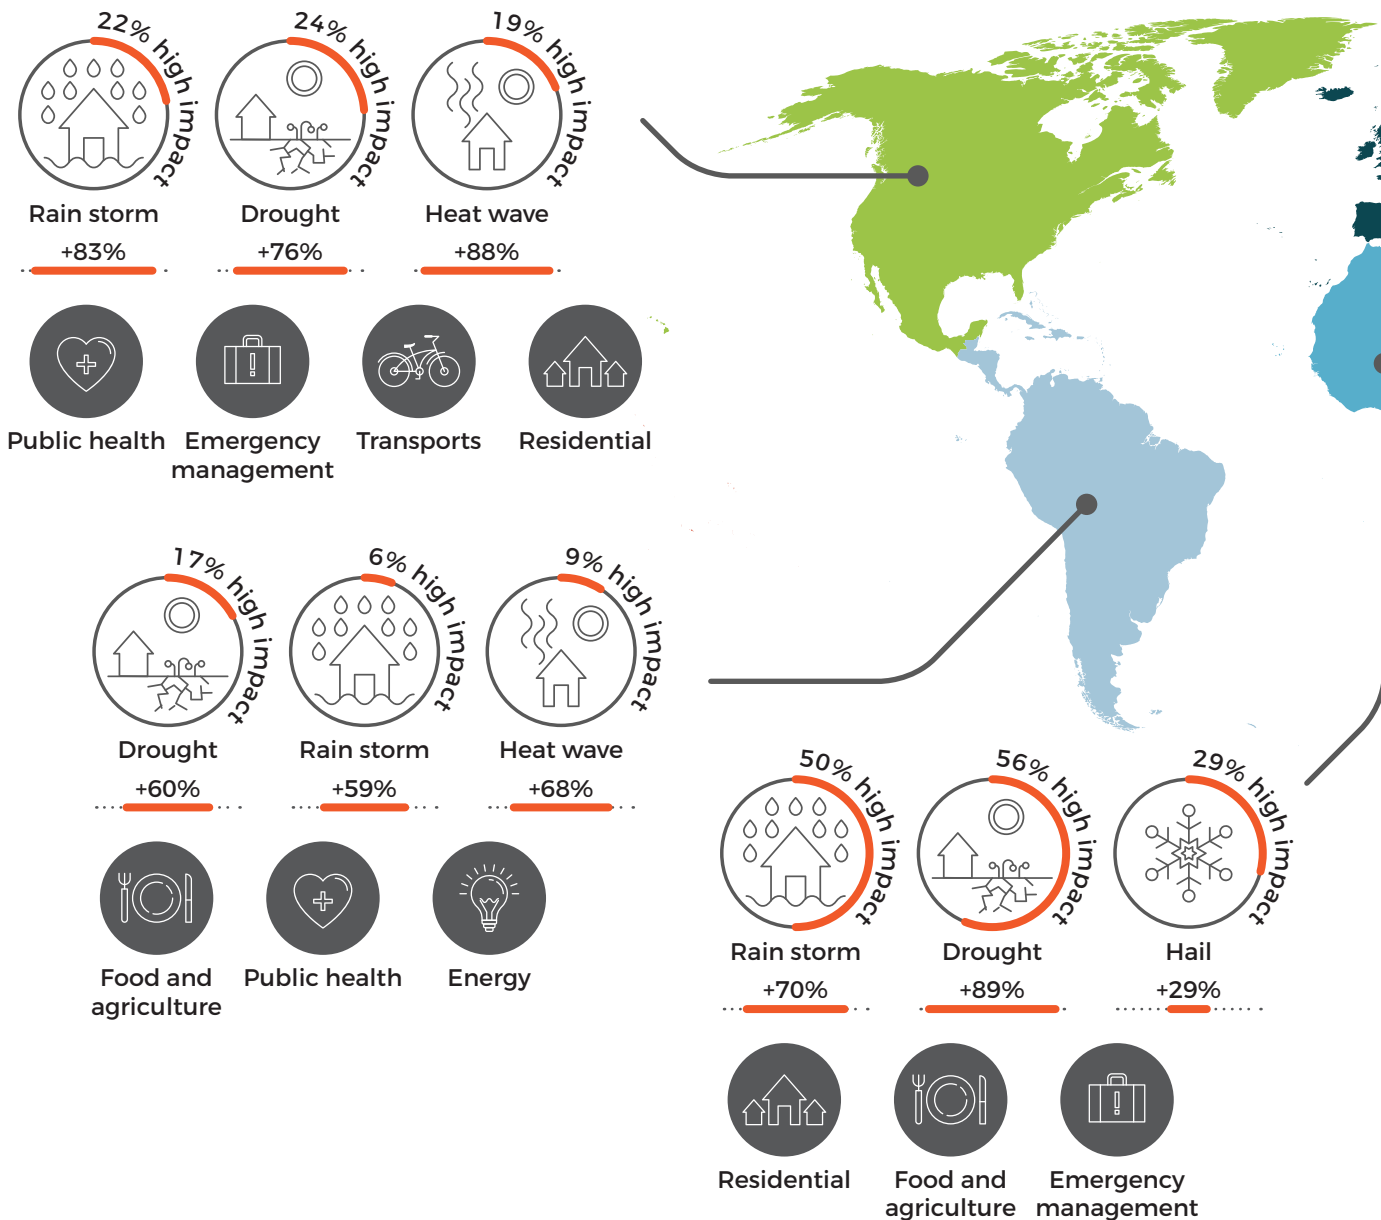 22% high impact
24% high impact
19% high impact
Rain storm
Drought
Heat wave
+83%
+76%
+88%
Public health
Emergency
management
Transports
Residential
17% high impact
6% high impact
9% high impact
Drought
Rain storm
Heat wave
+60%
+59%
+68%
Food and
agriculture
Public health
Energy
50% high impact
56% high impact
29% high impact
Rain storm
Drought
Hail
+70%
+89%
+29%
Residential
Food and
agriculture
Emergency
management